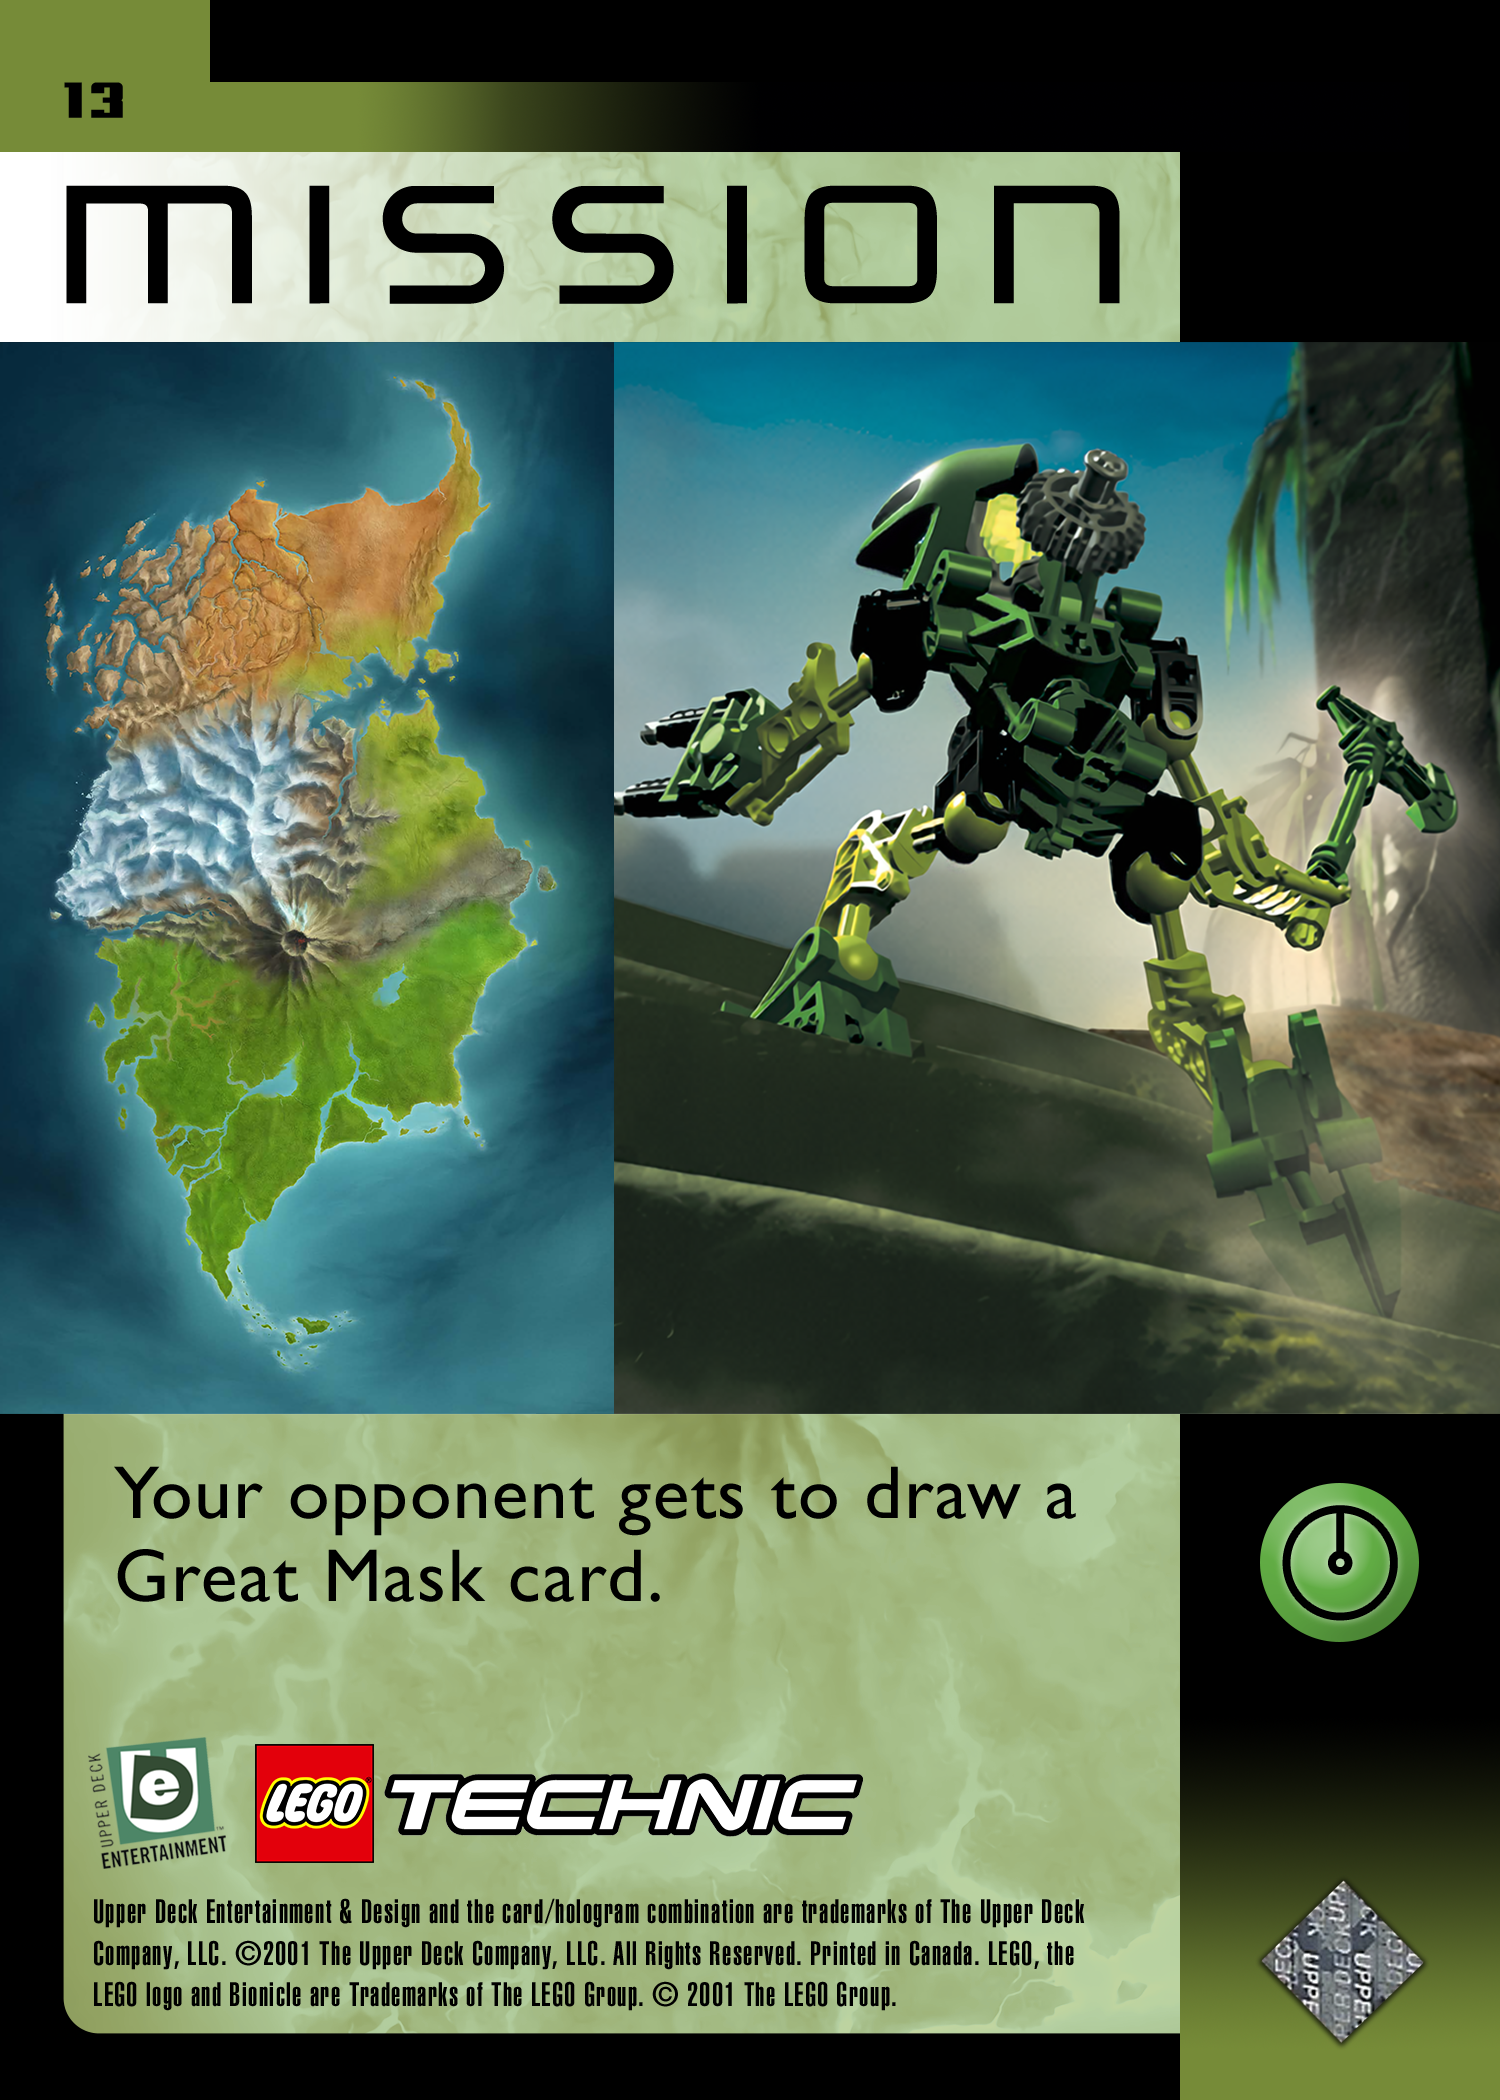 13
MISSION
Your opponent gets to draw a
Great Mask card.
UPPER DECK
ENTERTAINMENT
LEGO TECHNIC
Upper Deck Entertainment & Design and the card/hologram combination are trademarks of The Upper Deck
Company, LLC. ©2001 The Upper Deck Company, LLC. All Rights Reserved. Printed in Canada. LEGO, the
LEGO logo and Bionicle are Trademarks of The LEGO Group. © 2001 The LEGO Group.